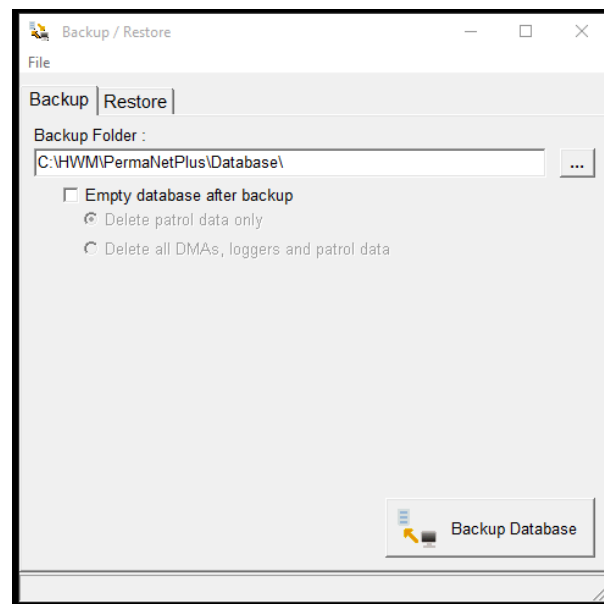 Backup / Restore
File
Backup
Restore
Backup Folder :
C:\HWM\PermaNetPlus\Database\
...
Empty database after backup
Delete patrol data only
Delete all DMAs, loggers and patrol data
Backup Database